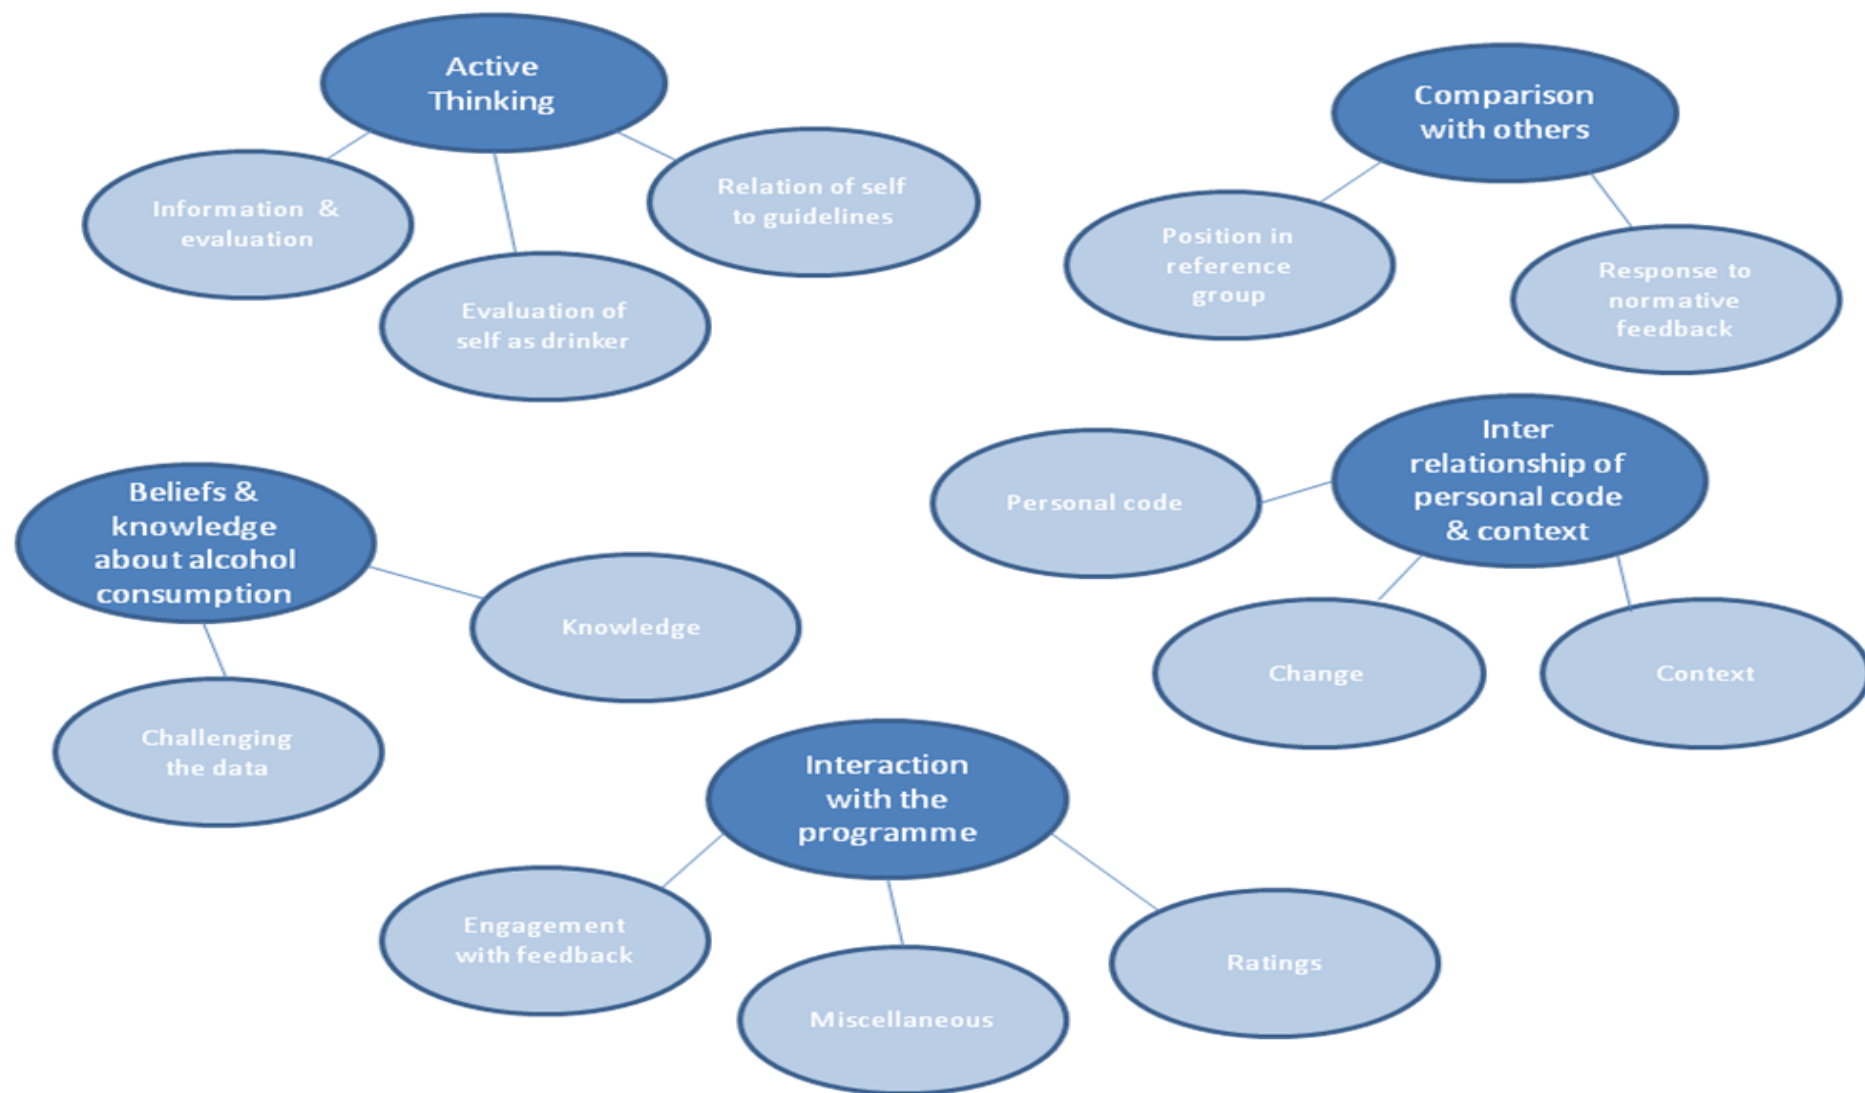 Active
Thinking
Information & 
evaluation
Evaluation of
self as drinker
Relation of self
to guidelines
Comparison
with others
Position in
reference
group
Response to
normative
feedback
Inter
relationship of
personal code
& context
Personal code
Change
Context
Beliefs &
knowledge
about alcohol
consumption
Knowledge
Challenging
the data
Interaction
with the
programme
Engagement
with feedback
Miscellaneous
Ratings